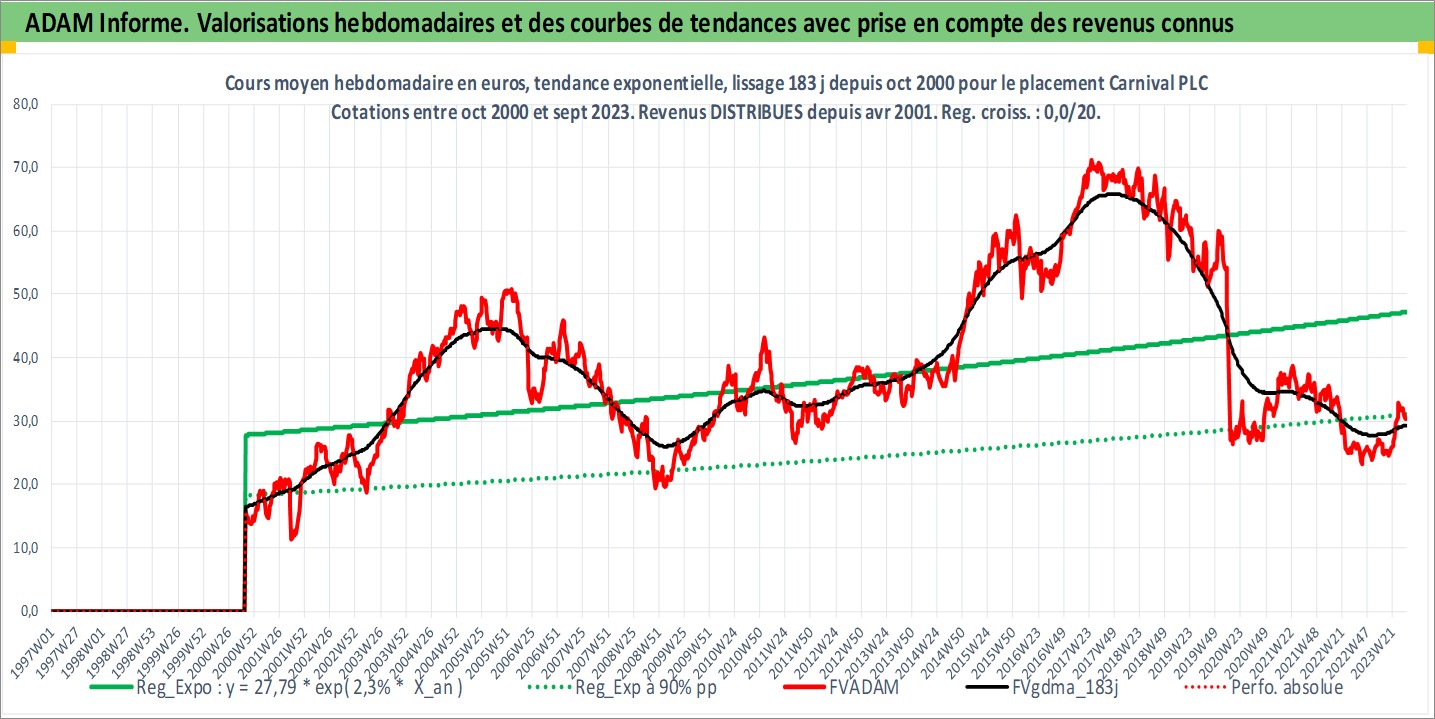 ADAM Informe. Valorisations hebdomadaires et des courbes de tendances avec prise en compte des revenus connus
Cours moyen hebdomadaire en euros, tendance exponentielle, lissage 183 j depuis oct 2000 pour le placement Carnival PLC
Cotations entre oct 2000 et sept 2023. Revenus DISTRIBUES depuis avr 2001. Reg. croiss. : 0,0/20.
80,0
70,0
60,0
50,0
40,0
30,0
20,0
10,0
0,0
1997W01 1997W27 1998W01 1998W27 1998W53 1999W26 1999W52 2000W26 2000W52 2001W26 2001W52 2002W26 2002W52 2003W26 2003W52 2004W26 2004W52 2005W25 2005W51 2006W25 2006W51 2007W25 2007W51 2008W25 2008W51 2009W25 2009W51 2010W24 2010W50 2011W24 2011W50 2012W24 2012W50 2013W24 2013W50 2014W24 2014W50 2015W24 2015W50 2016W23 2016W49 2017W23 2017W49 2018W23 2018W49 2019W23 2019W49 2020W23 2020W49 2021W22 2021W48 2022W21 2022W47 2023W21
Reg_Expo : y = 27,79 * exp( 2,3% * X_an ) Reg_Exp à 90% pp FVADAM FVgdma_183j Perfo. absolue